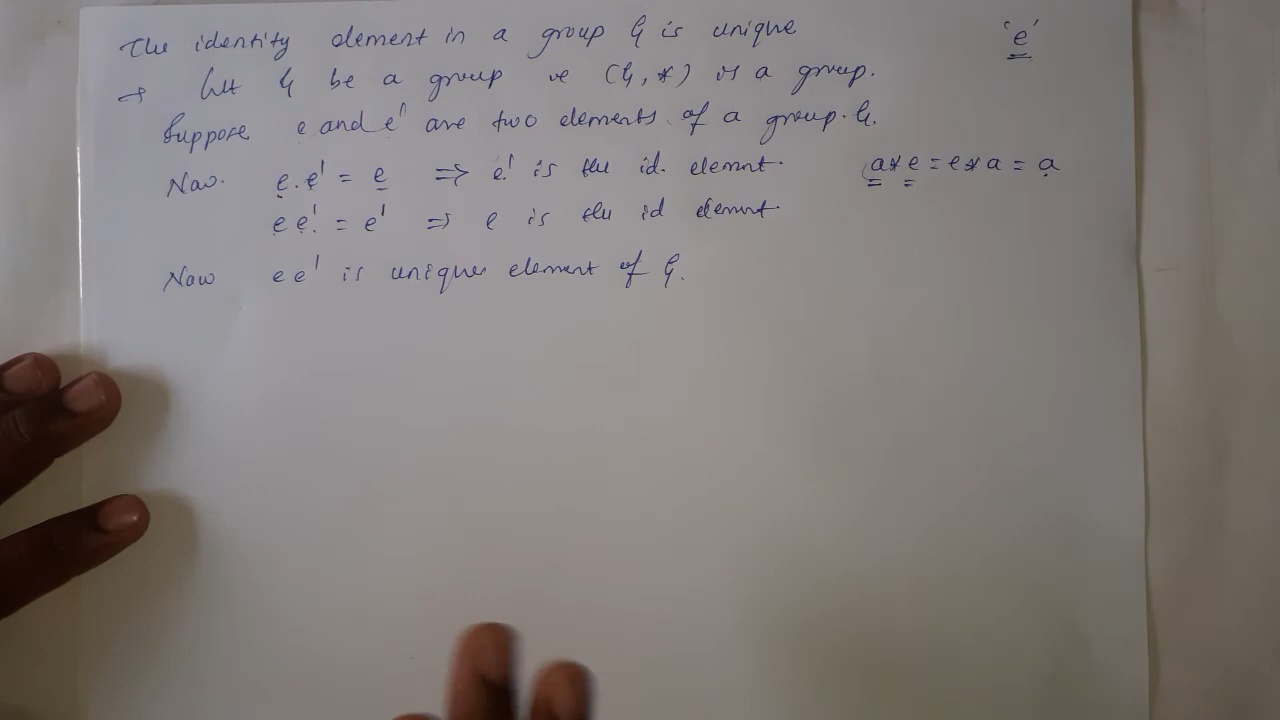 The identity element in a group G is unique
'e'
→ Let G be a group ie (G, *) is a group.
Suppose e and e' are two elements of a group. G.
Now. e.e' = e ⇒ e' is the id. element.
a * e = e * a = a
e e' = e' ⇒ e is the id element.
Now e e' is unique element of G.